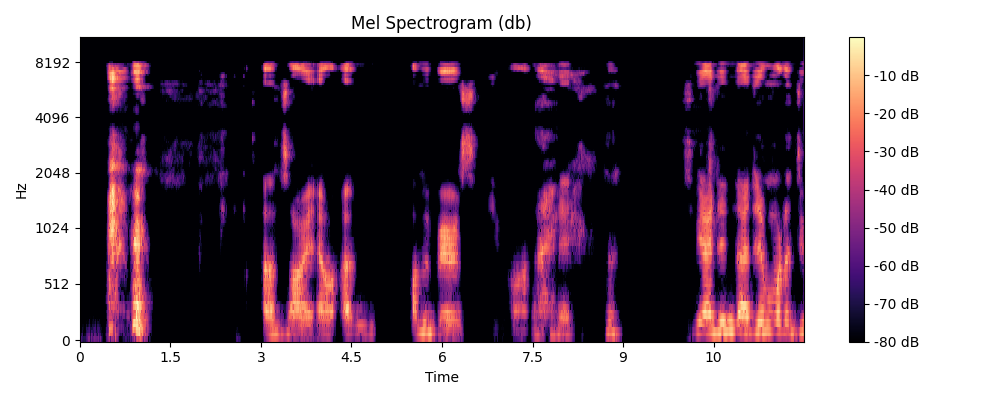 Mel Spectrogram (db)
8192
4096
2048
1024
512
0
Hz
0 1.5 3 4.5 6 7.5 9 10
Time
-10 dB
-20 dB
-30 dB
-40 dB
-50 dB
-60 dB
-70 dB
-80 dB